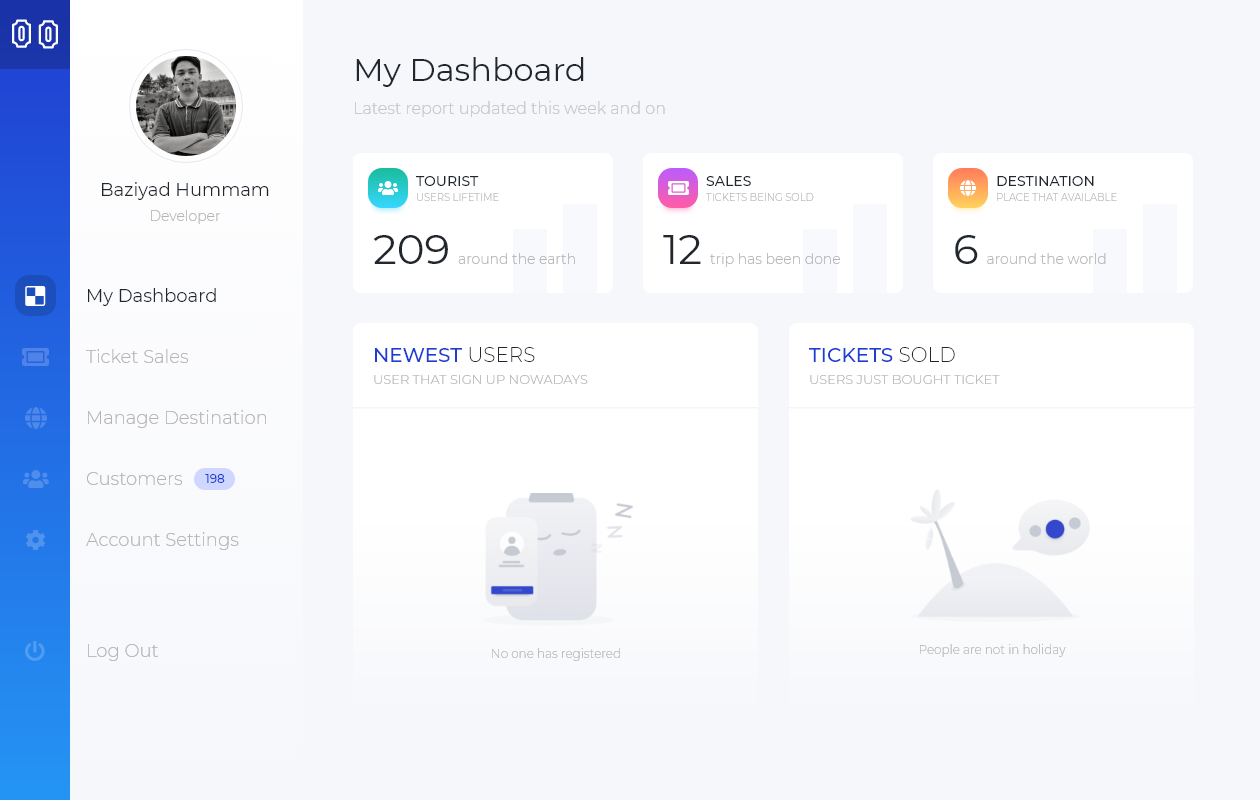 Baziyad Hummam
Developer
My Dashboard
Ticket Sales
Manage Destination
Customers 198
Account Settings
Log Out
My Dashboard
Latest report updated this week and on
TOURIST
USERS LIFETIME
209 around the earth
SALES
TICKETS BEING SOLD
12 trip has been done
DESTINATION
PLACE THAT AVAILABLE
6 around the world
NEWEST USERS
USER THAT SIGN UP NOWADAYS
z z z
No one has registered
TICKETS SOLD
USERS JUST BOUGHT TICKET
People are not in holiday